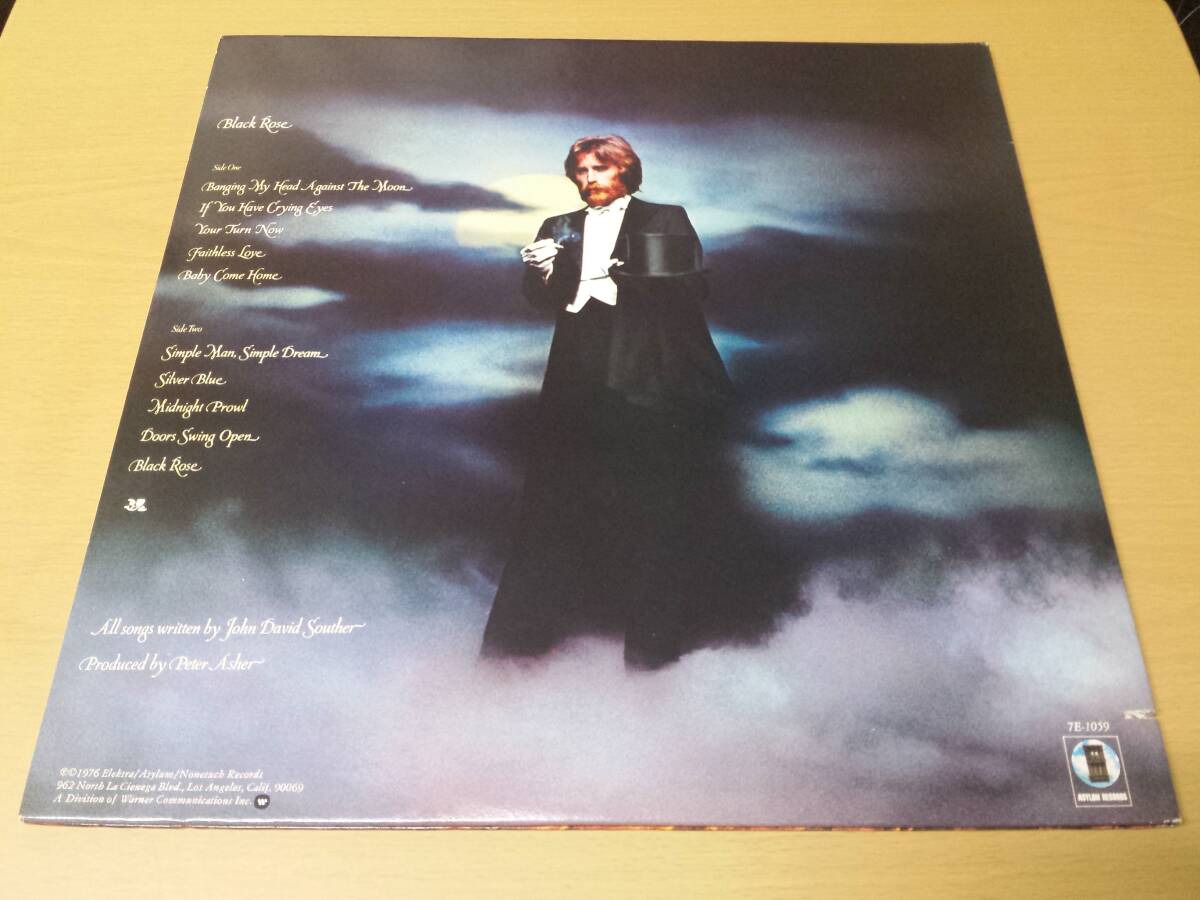 Black Rose
Side One
Banging My Head Against The Moon
If You Have Crying Eyes
Your Turn Now
Faithless Love
Baby Come Home
Side Two
Simple Man, Simple Dream
Silver Blue
Midnight Prowl
Doors Swing Open
Black Rose
All songs written by John David Souther
Produced by Peter Asher
℗©1976 Elektra/Asylum/Nonesuch Records
962 North La Cienega Blvd., Los Angeles, Calif. 90069
A Division of Warner Communications Inc.
7E-1059
ASYLUM RECORDS